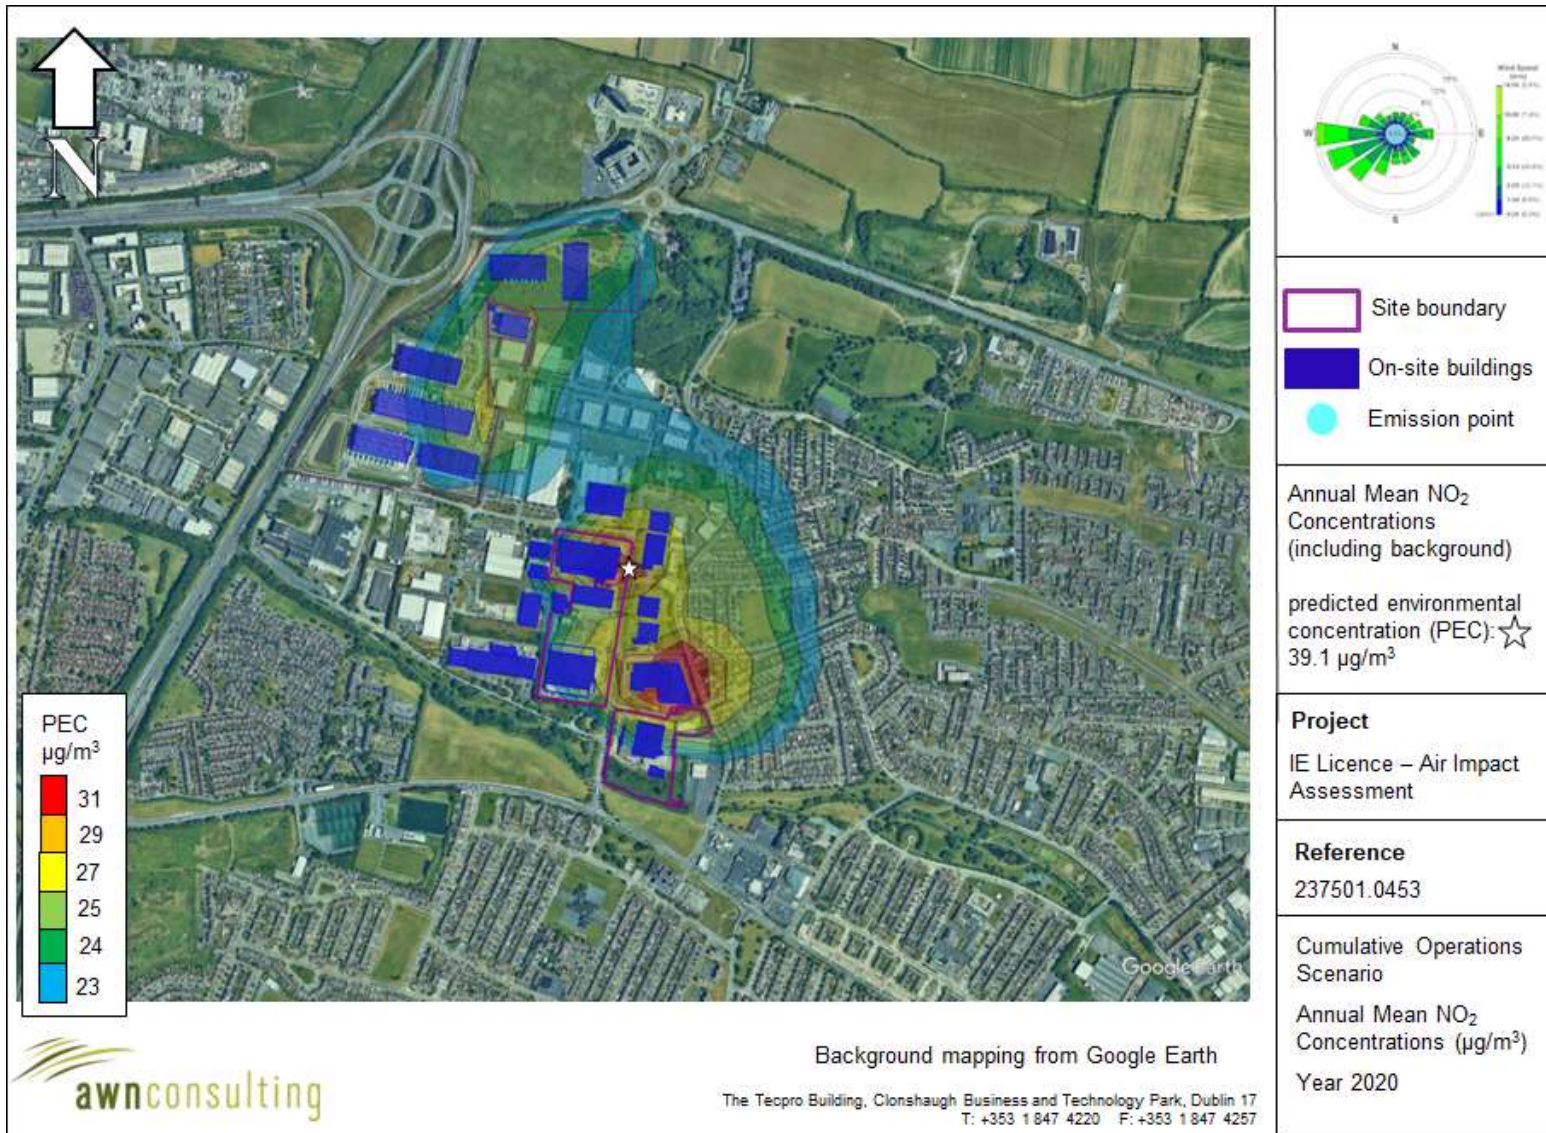 N
N
W
E
S
Wind Speed
Site boundary
On-site buildings
Emission point
Annual Mean NO₂
Concentrations
(including background)
predicted environmental
concentration (PEC):
39.1 µg/m³
Project
IE Licence – Air Impact
Assessment
Reference
237501.0453
Cumulative Operations
Scenario
Annual Mean NO₂
Concentrations (µg/m³)
Year 2020
PEC
µg/m³
31
29
27
25
24
23
Google Earth
awnconsulting
Background mapping from Google Earth
The Tecpro Building, Clonshaugh Business and Technology Park, Dublin 17
T: +353 1 847 4220 F: +353 1 847 4257